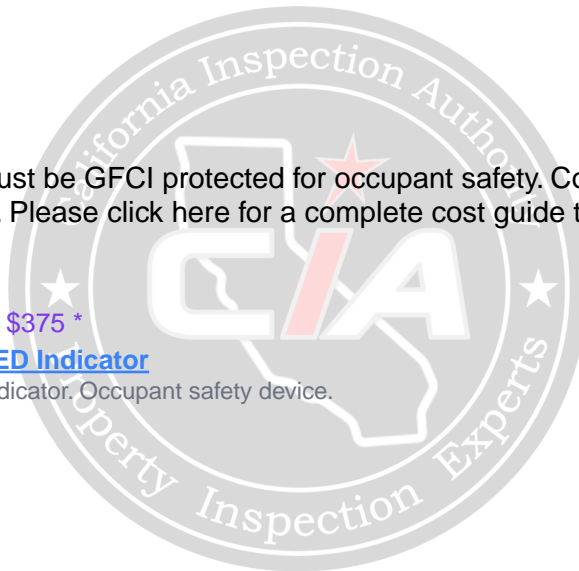 California Inspection Authority
ust be GFCI protected for occupant safety. Co
. Please click here for a complete cost guide t
CIA
$375 *
ED Indicator
dicator. Occupant safety device.
Property Inspection Experts